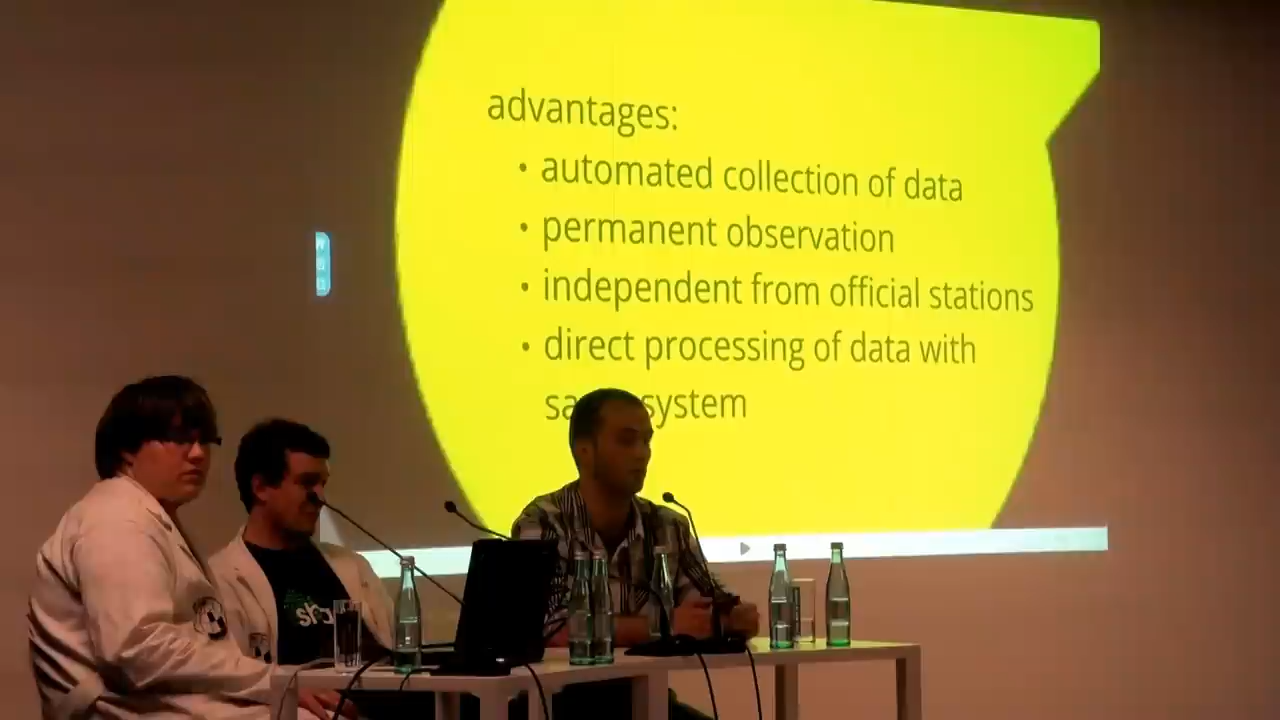 advantages:
• automated collection of data
• permanent observation
• independent from official stations
• direct processing of data with
system